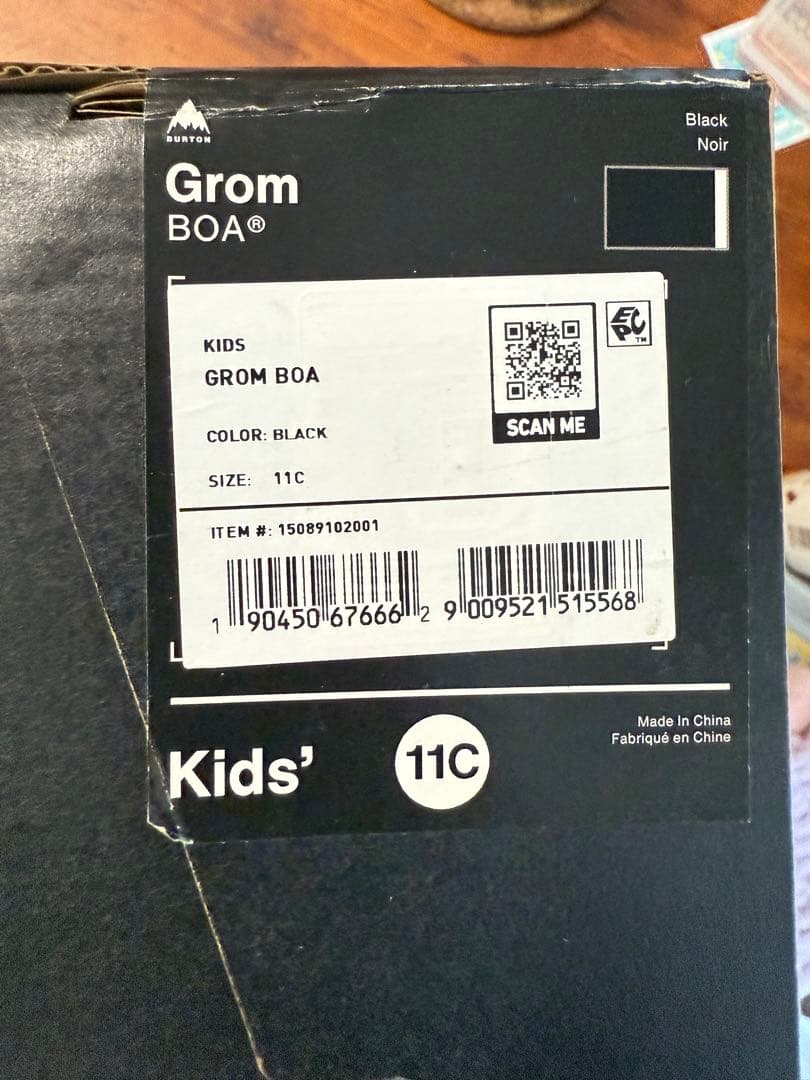 BURTON
Grom
BOA®
Black
Noir
KIDS
GROM BOA
COLOR: BLACK
SIZE: 11C
EPC™
SCAN ME
ITEM #: 15089102001
1 90450 67666 2
9 009521 515568
Kids’
11C
Made In China
Fabriqué en Chine